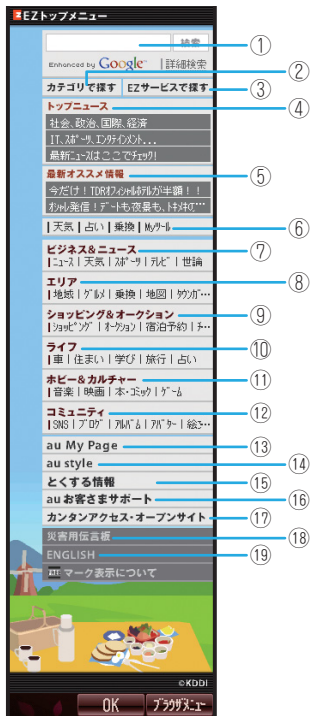 EZトップメニュー
検索 ①
Enhanced by Google | 詳細検索
カテゴリで探す ② EZサービスで探す ③
トップニュース ④
社会、政治、国際、経済
IT、ｽﾎﾟｰﾂ、ｴﾝﾀﾃｲﾝﾒﾝﾄ...
最新ﾆｭｰｽはここでﾁｪｯｸ!
最新オススメ情報 ⑤
今だけ！TDRｵﾌｨｼｬﾙﾎﾃﾙが半額！！
ｵｼｬﾚ発信！ﾃﾞｰﾄも夜景も、
|天気|占い|乗換|Myﾂｰﾙ ⑥
ビジネス＆ニュース ⑦
|ﾆｭｰｽ|天気|ｽﾎﾟｰﾂ|ﾃﾚﾋﾞ|世論
エリア ⑧
|地域|ｸﾞﾙﾒ|乗換|地図|ﾀｳﾝｶﾞ…
ショッピング＆オークション ⑨
|ｼｮｯﾋﾟﾝｸﾞ|ｵｰｸｼｮﾝ|宿泊予約|ﾁ…
ライフ ⑩
|車|住まい|学び|旅行|占い
ホビー＆カルチャー ⑪
|音楽|映画|本･ｺﾐｯｸ|ｹﾞｰﾑ
コミュニティ ⑫
|SNS|ﾌﾞﾛｸﾞ|ｱﾙﾊﾞﾑ|ｱﾊﾞﾀｰ|絵ﾓ…
au My Page ⑬
au style ⑭
とくする情報 ⑮
au お客さまサポート ⑯
カンタンアクセス・オープンサイト ⑰
災害用伝言板 ⑱
ENGLISH ⑲
マーク表示について
©KDDI
OK ﾌﾞﾗｳｻﾞﾒﾆｭｰ